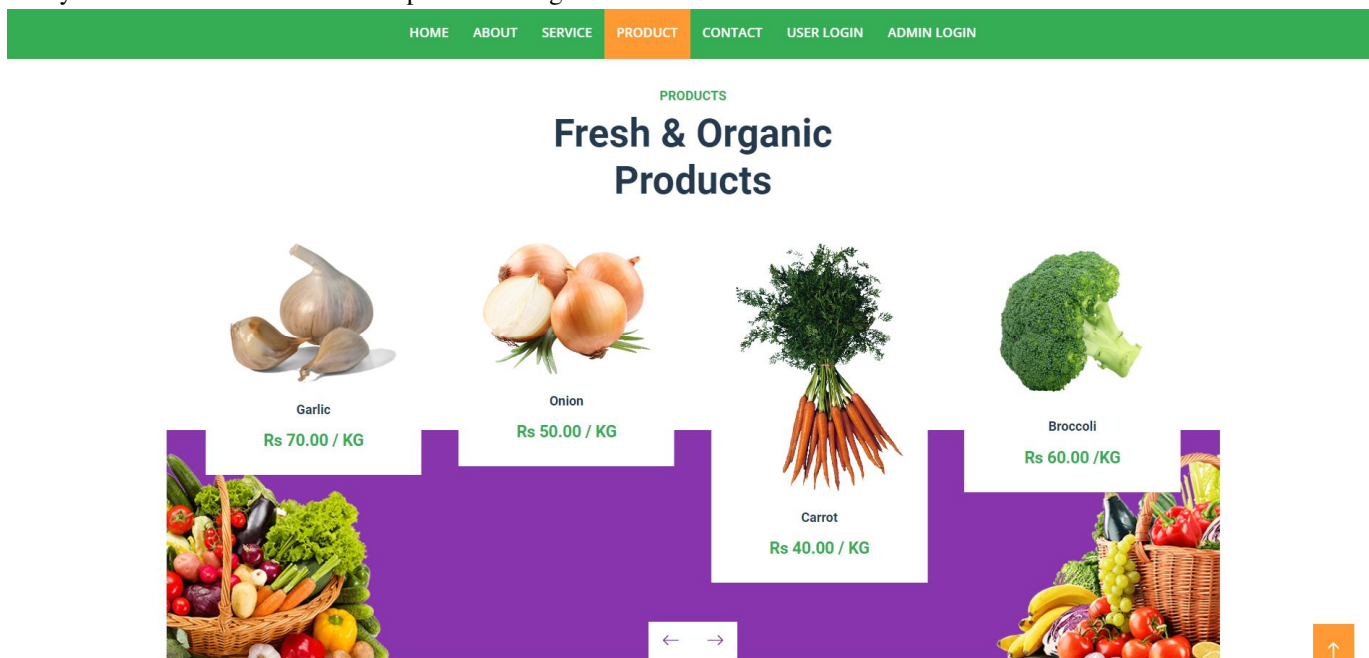 HOME ABOUT SERVICE PRODUCT CONTACT USER LOGIN ADMIN LOGIN
PRODUCTS
Fresh & Organic
Products
Garlic
Rs 70.00 / KG
Onion
Rs 50.00 / KG
Carrot
Rs 40.00 / KG
Broccoli
Rs 60.00 /KG